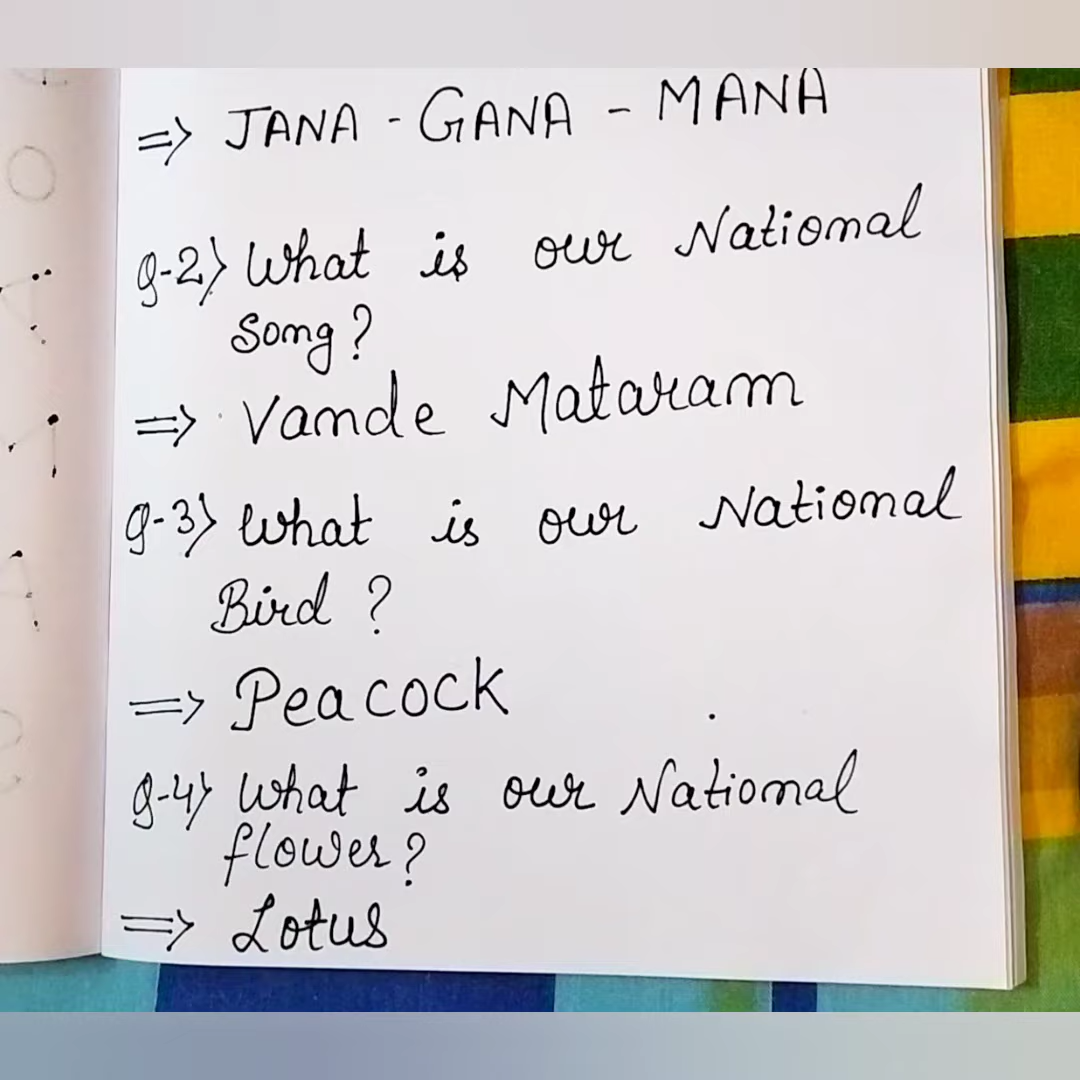 => JANA - GANA - MANA
Q-2) What is our National
Song?
=> Vande Mataram
Q-3) What is our National
Bird ?
=> Peacock
Q-4) What is our National
flower?
=> Lotus